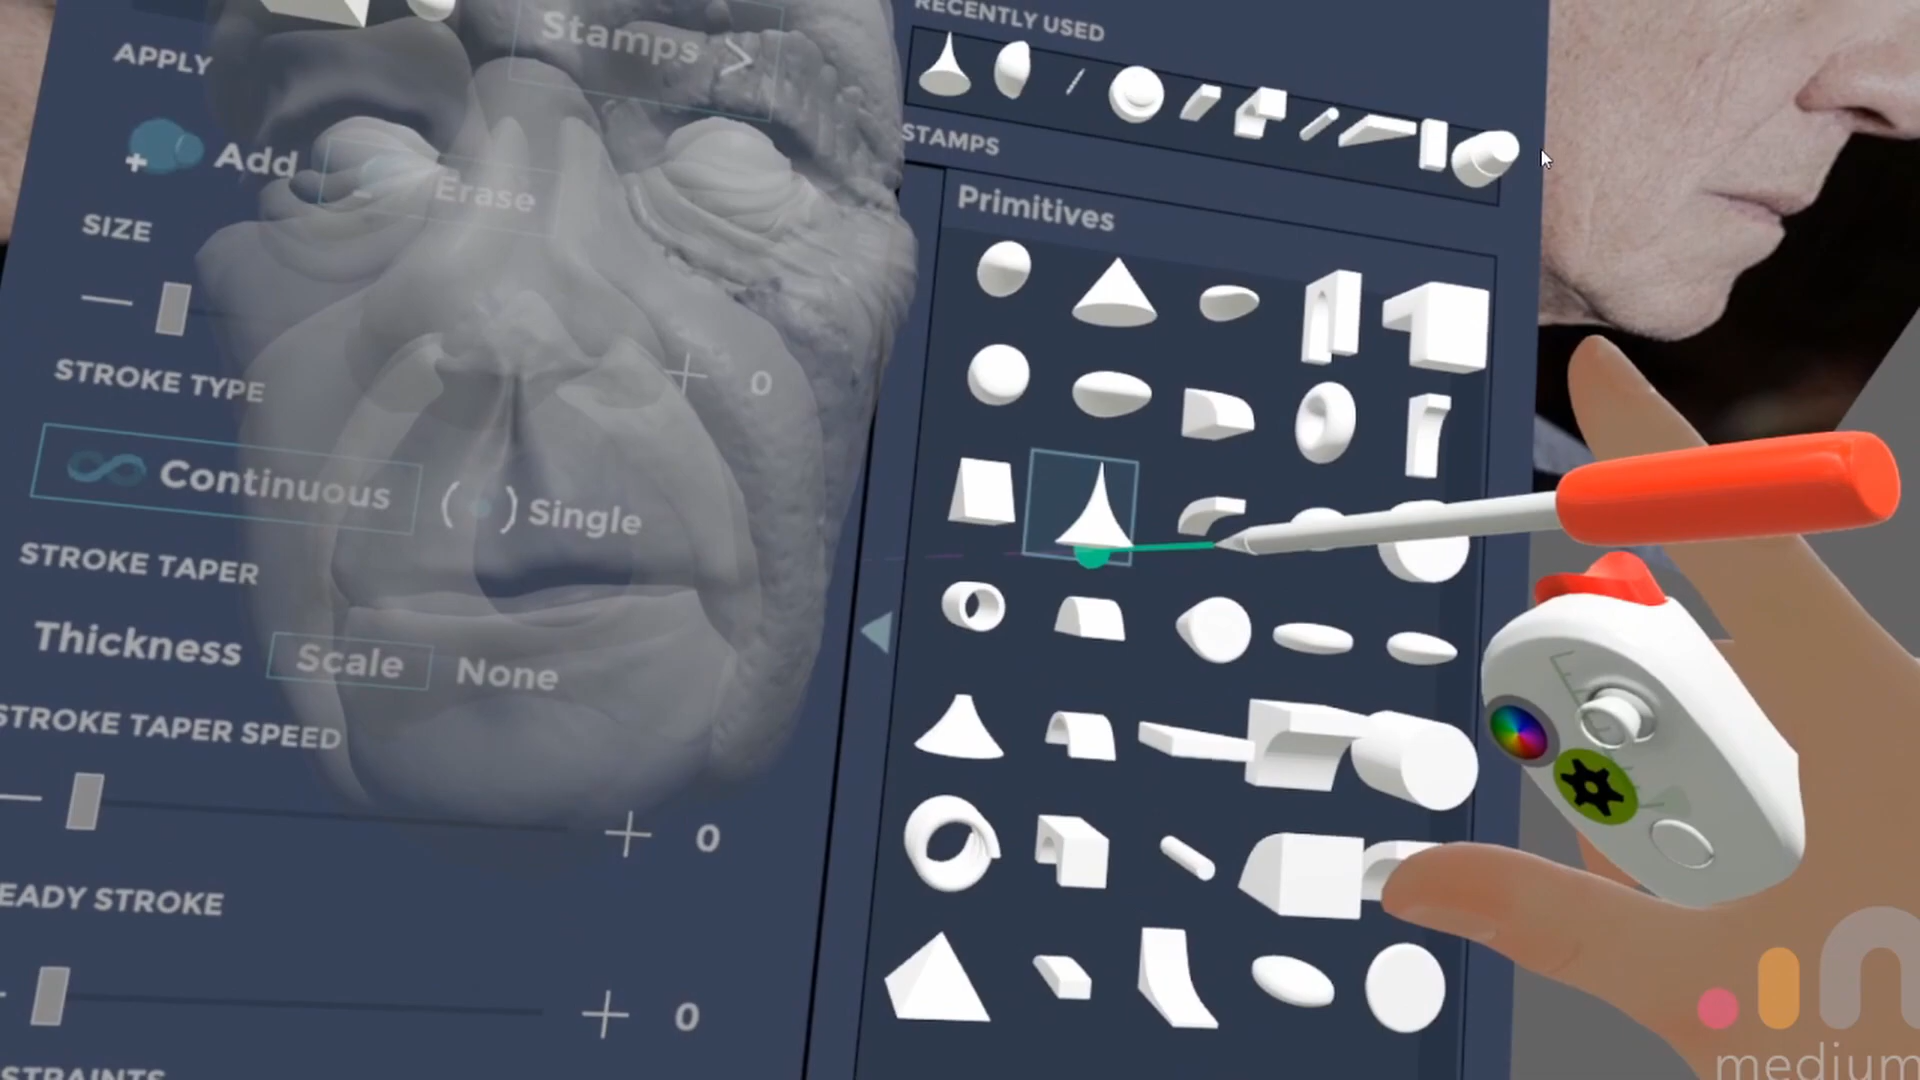 RECENTLY USED
Stamps >
APPLY
Add
Erase
STAMPS
Primitives
SIZE
0
STROKE TYPE
Continuous
Single
STROKE TAPER
Thickness
Scale
None
STROKE TAPER SPEED
0
EADY STROKE
0
STRAINTS
medium